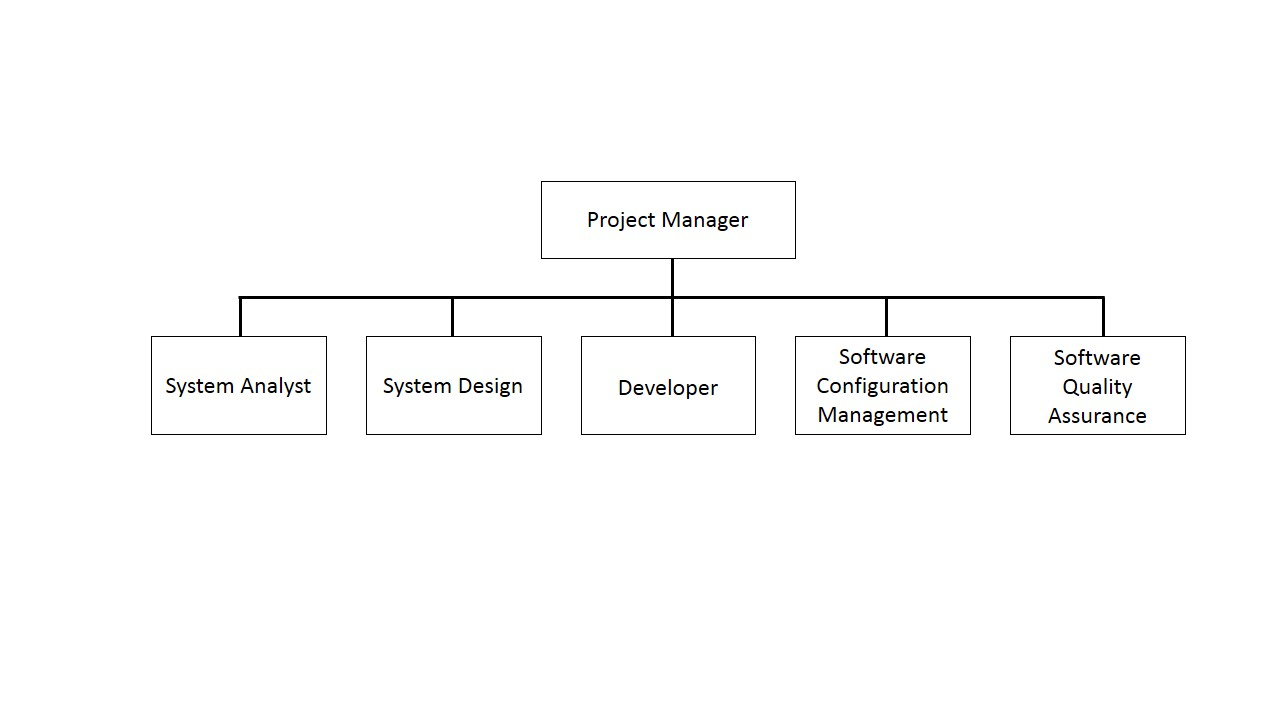 Project Manager
System Analyst
System Design
Developer
Software
Configuration
Management
Software
Quality
Assurance